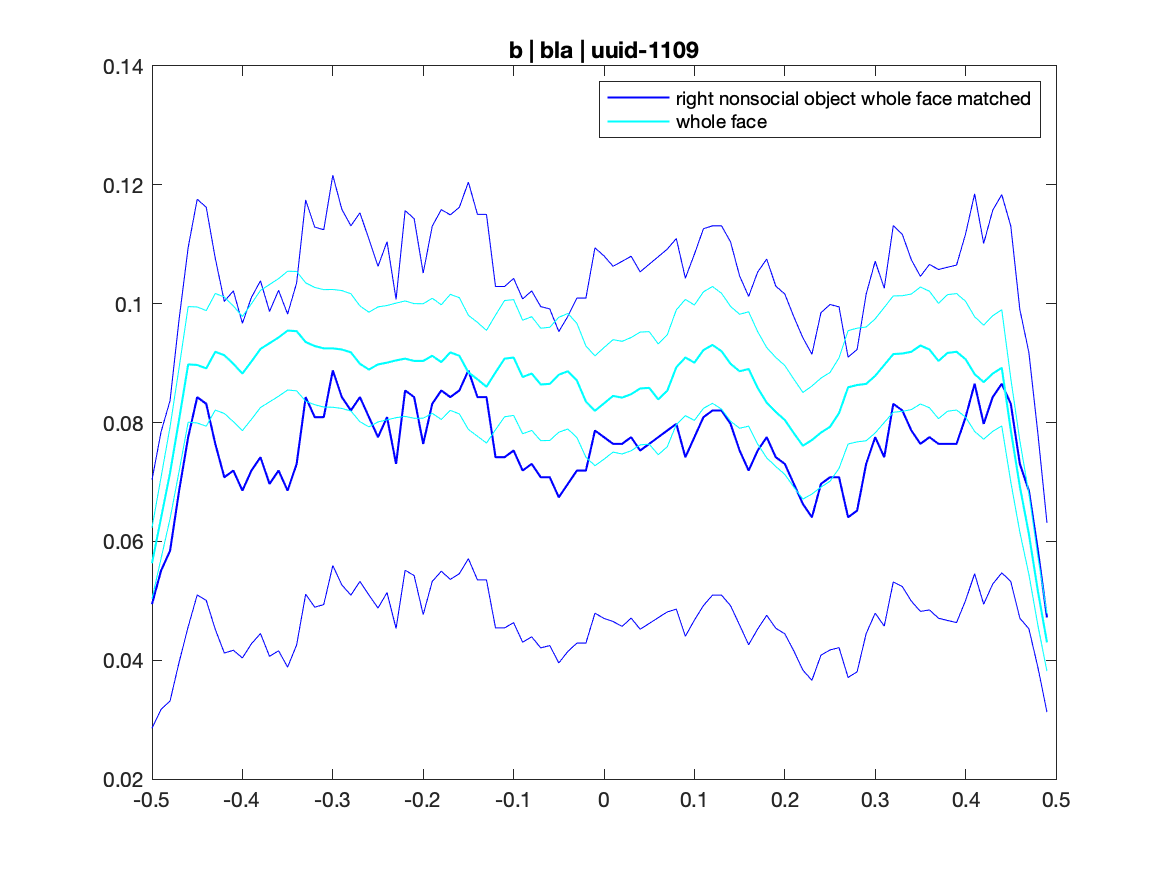 b | bla | uuid-1109
0.14
0.12
0.1
0.08
0.06
0.04
0.02
right nonsocial object whole face matched
whole face
-0.5 -0.4 -0.3 -0.2 -0.1 0 0.1 0.2 0.3 0.4 0.5